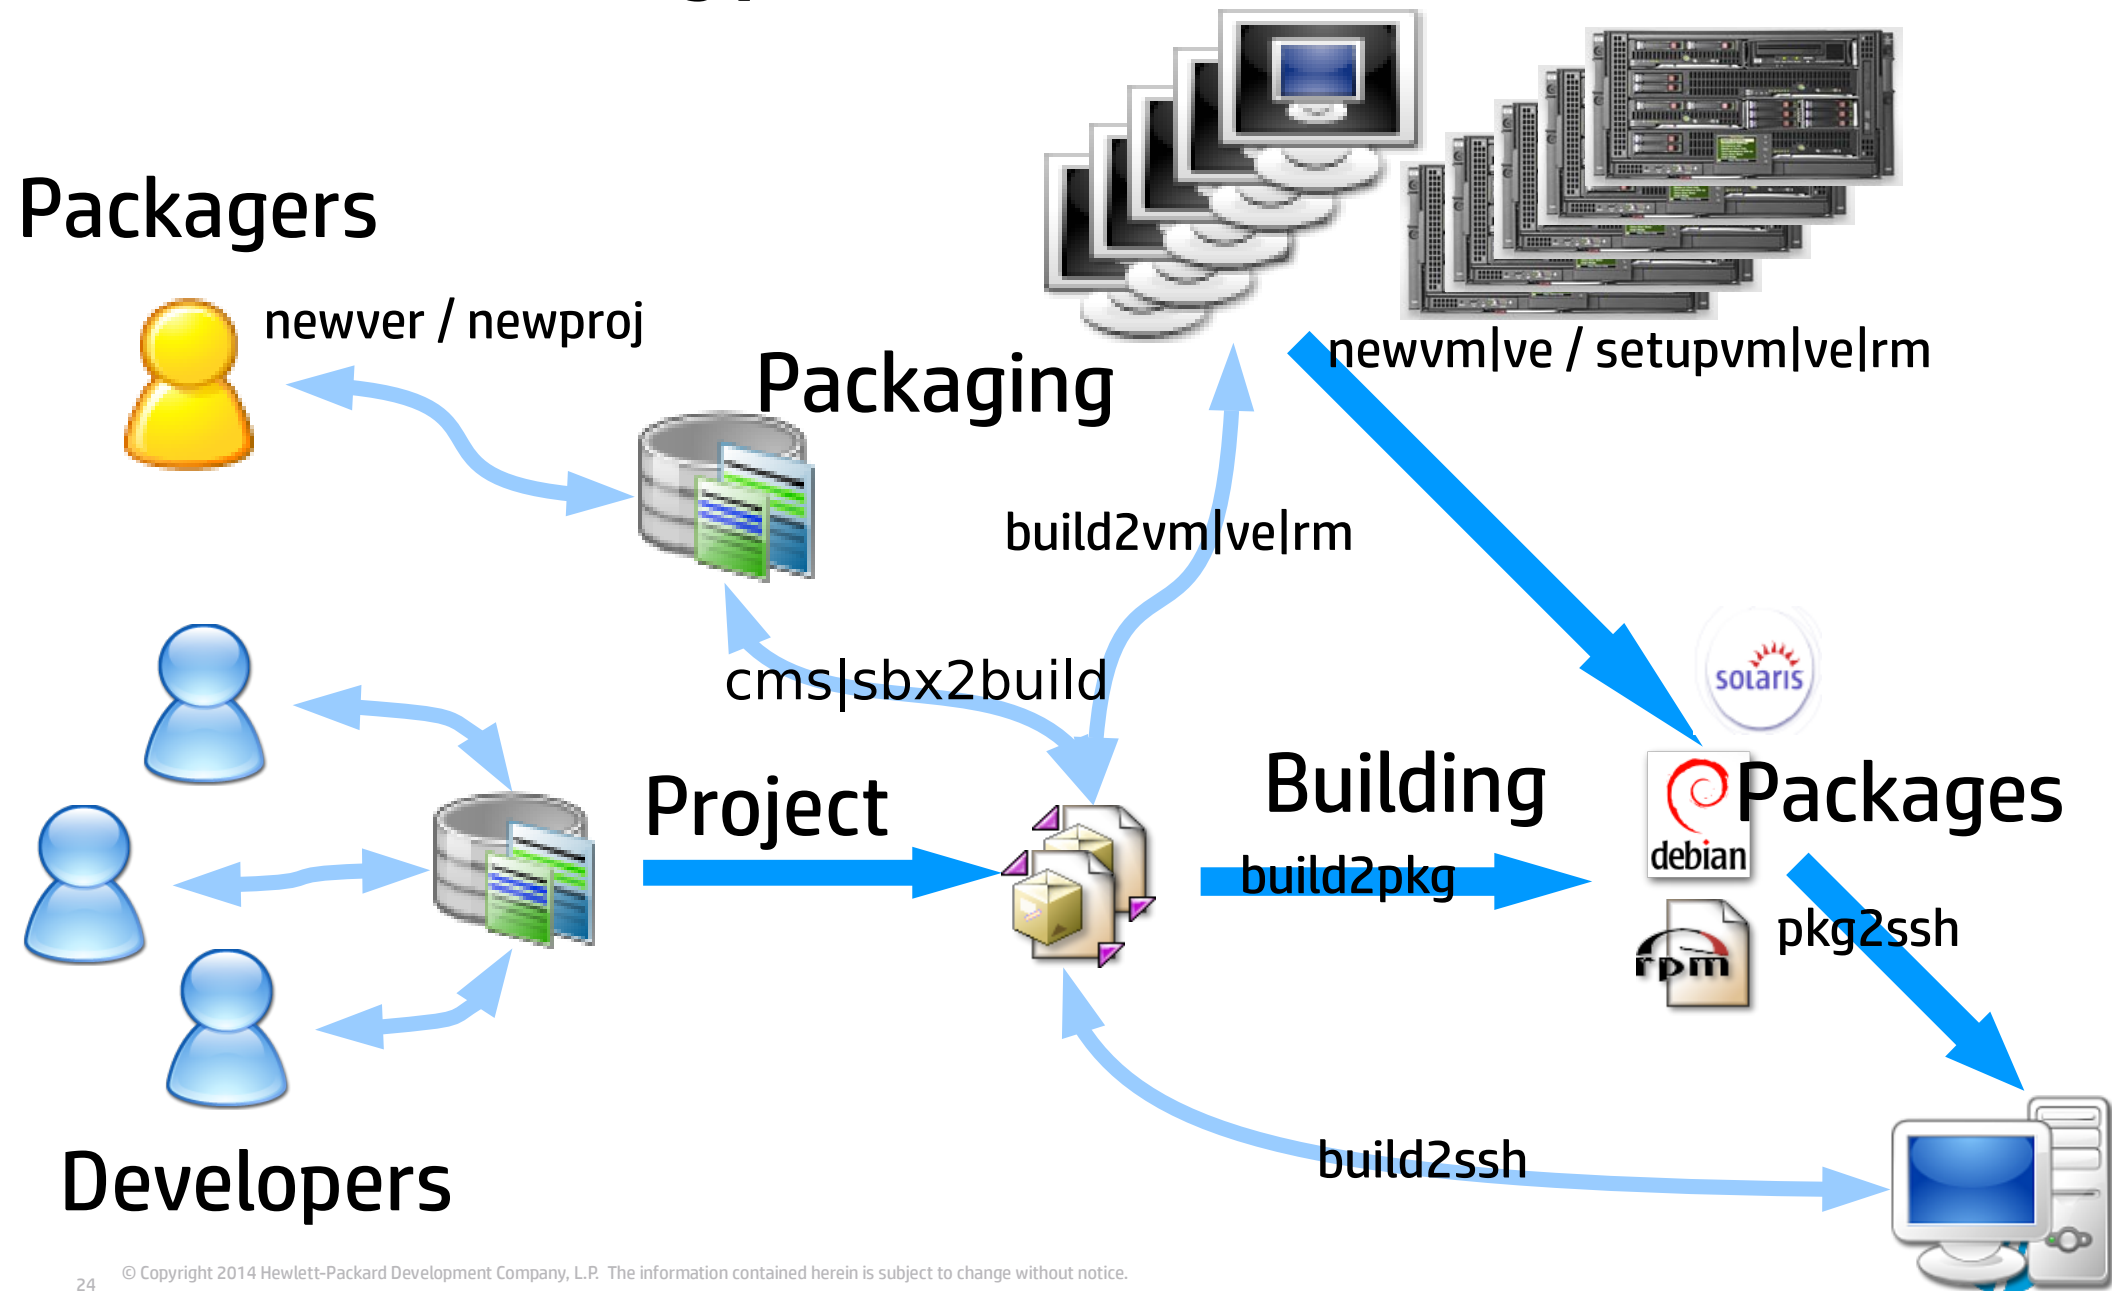 Packagers
newver / newproj
newvm|ve / setupvm|ve|rm
Packaging
build2vm|ve|rm
cms|sbx2build
solaris
Project
Building
Packages
debian
build2pkg
pkg2ssh
rpm
build2ssh
Developers
24
© Copyright 2014 Hewlett-Packard Development Company, L.P. The information contained herein is subject to change without notice.